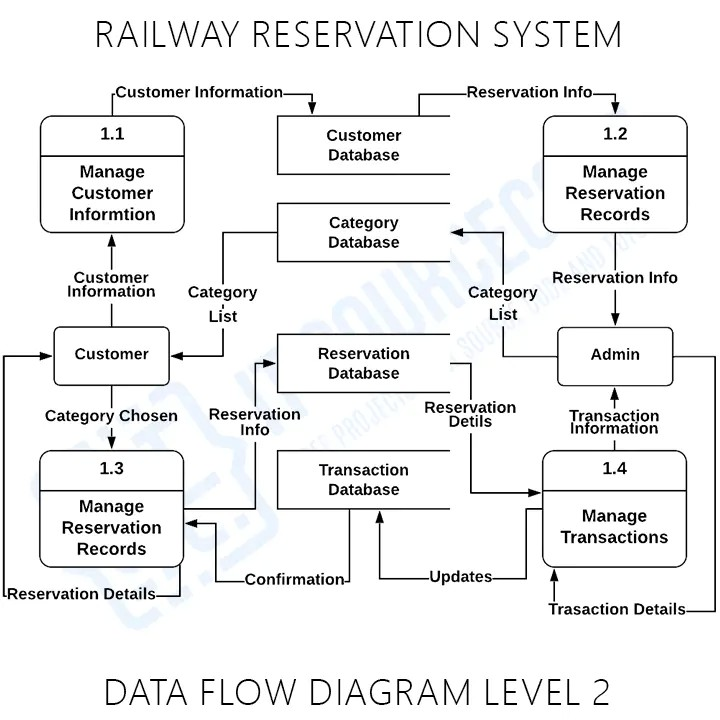 RAILWAY RESERVATION SYSTEM
Customer Information
Reservation Info
1.1
Manage
Customer
Informtion
Customer
Database
1.2
Manage
Reservation
Records
Category
Database
Customer
Information
Category
List
Category
List
Reservation Info
Customer
Reservation
Database
Admin
Category Chosen
Reservation
Info
Reservation
Detils
Transaction
Information
1.3
Manage
Reservation
Records
Transaction
Database
1.4
Manage
Transactions
Confirmation
Updates
Reservation Details
Trasaction Details
DATA FLOW DIAGRAM LEVEL 2